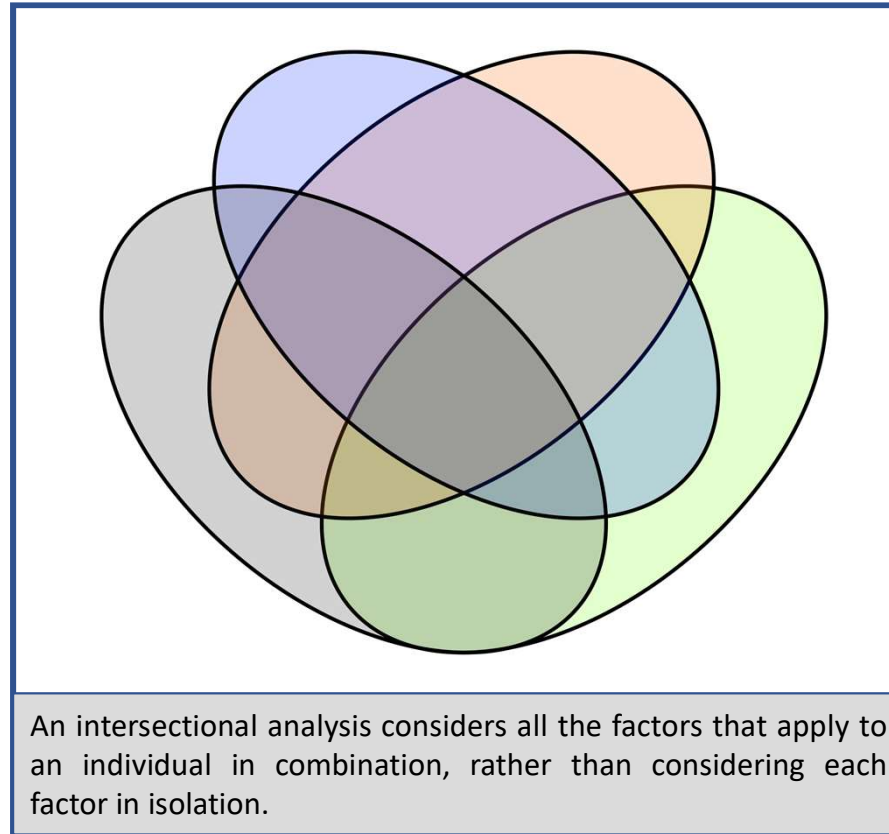 An intersectional analysis considers all the factors that apply to
an individual in combination, rather than considering each
factor in isolation.